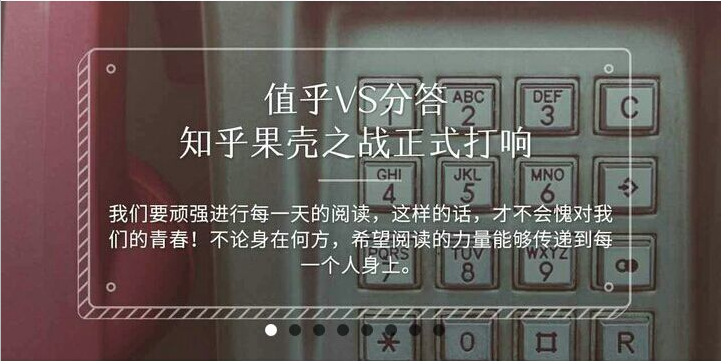 值乎VS分答
知乎果壳之战正式打响
我们要顽强进行每一天的阅读，这样的话，才不会愧对我
们的青春！不论身在何方，希望阅读的力量能够传递到每
一个人身上。
1
ABC
2
DEF
3
C
GHI
4
JKL
5
MNO
6
PQRS
7
TUV
8
WXYZ
9
*
0
R